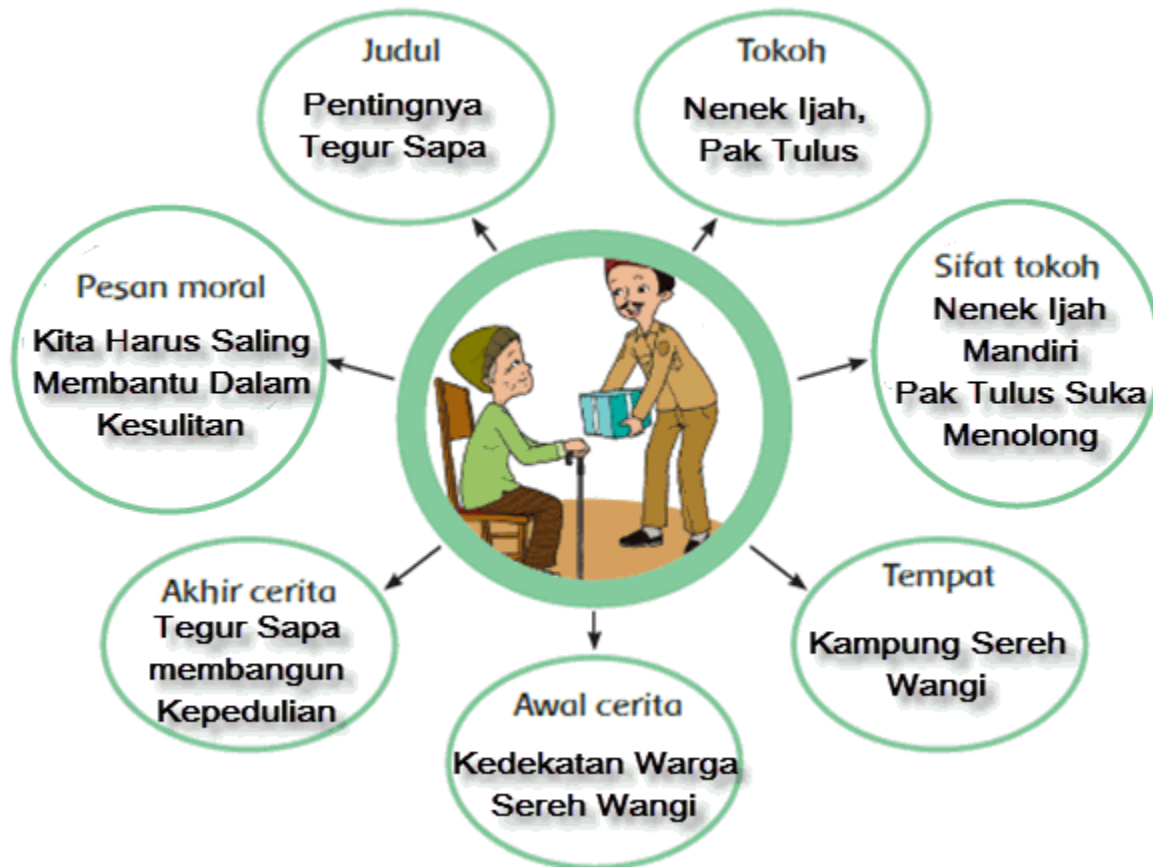 Judul
Pentingnya
Tegur Sapa
Tokoh
Nenek Ijah,
Pak Tulus
Sifat tokoh
Nenek Ijah
Mandiri
Pak Tulus Suka
Menolong
Tempat
Kampung Sereh
Wangi
Awal cerita
Kedekatan Warga
Sereh Wangi
Akhir cerita
Tegur Sapa
membangun
Kepedulian
Pesan moral
Kita Harus Saling
Membantu Dalam
Kesulitan